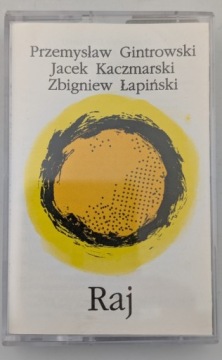 Przemysław Gintrowski
Jacek Kaczmarski
Zbigniew Łapiński
Raj